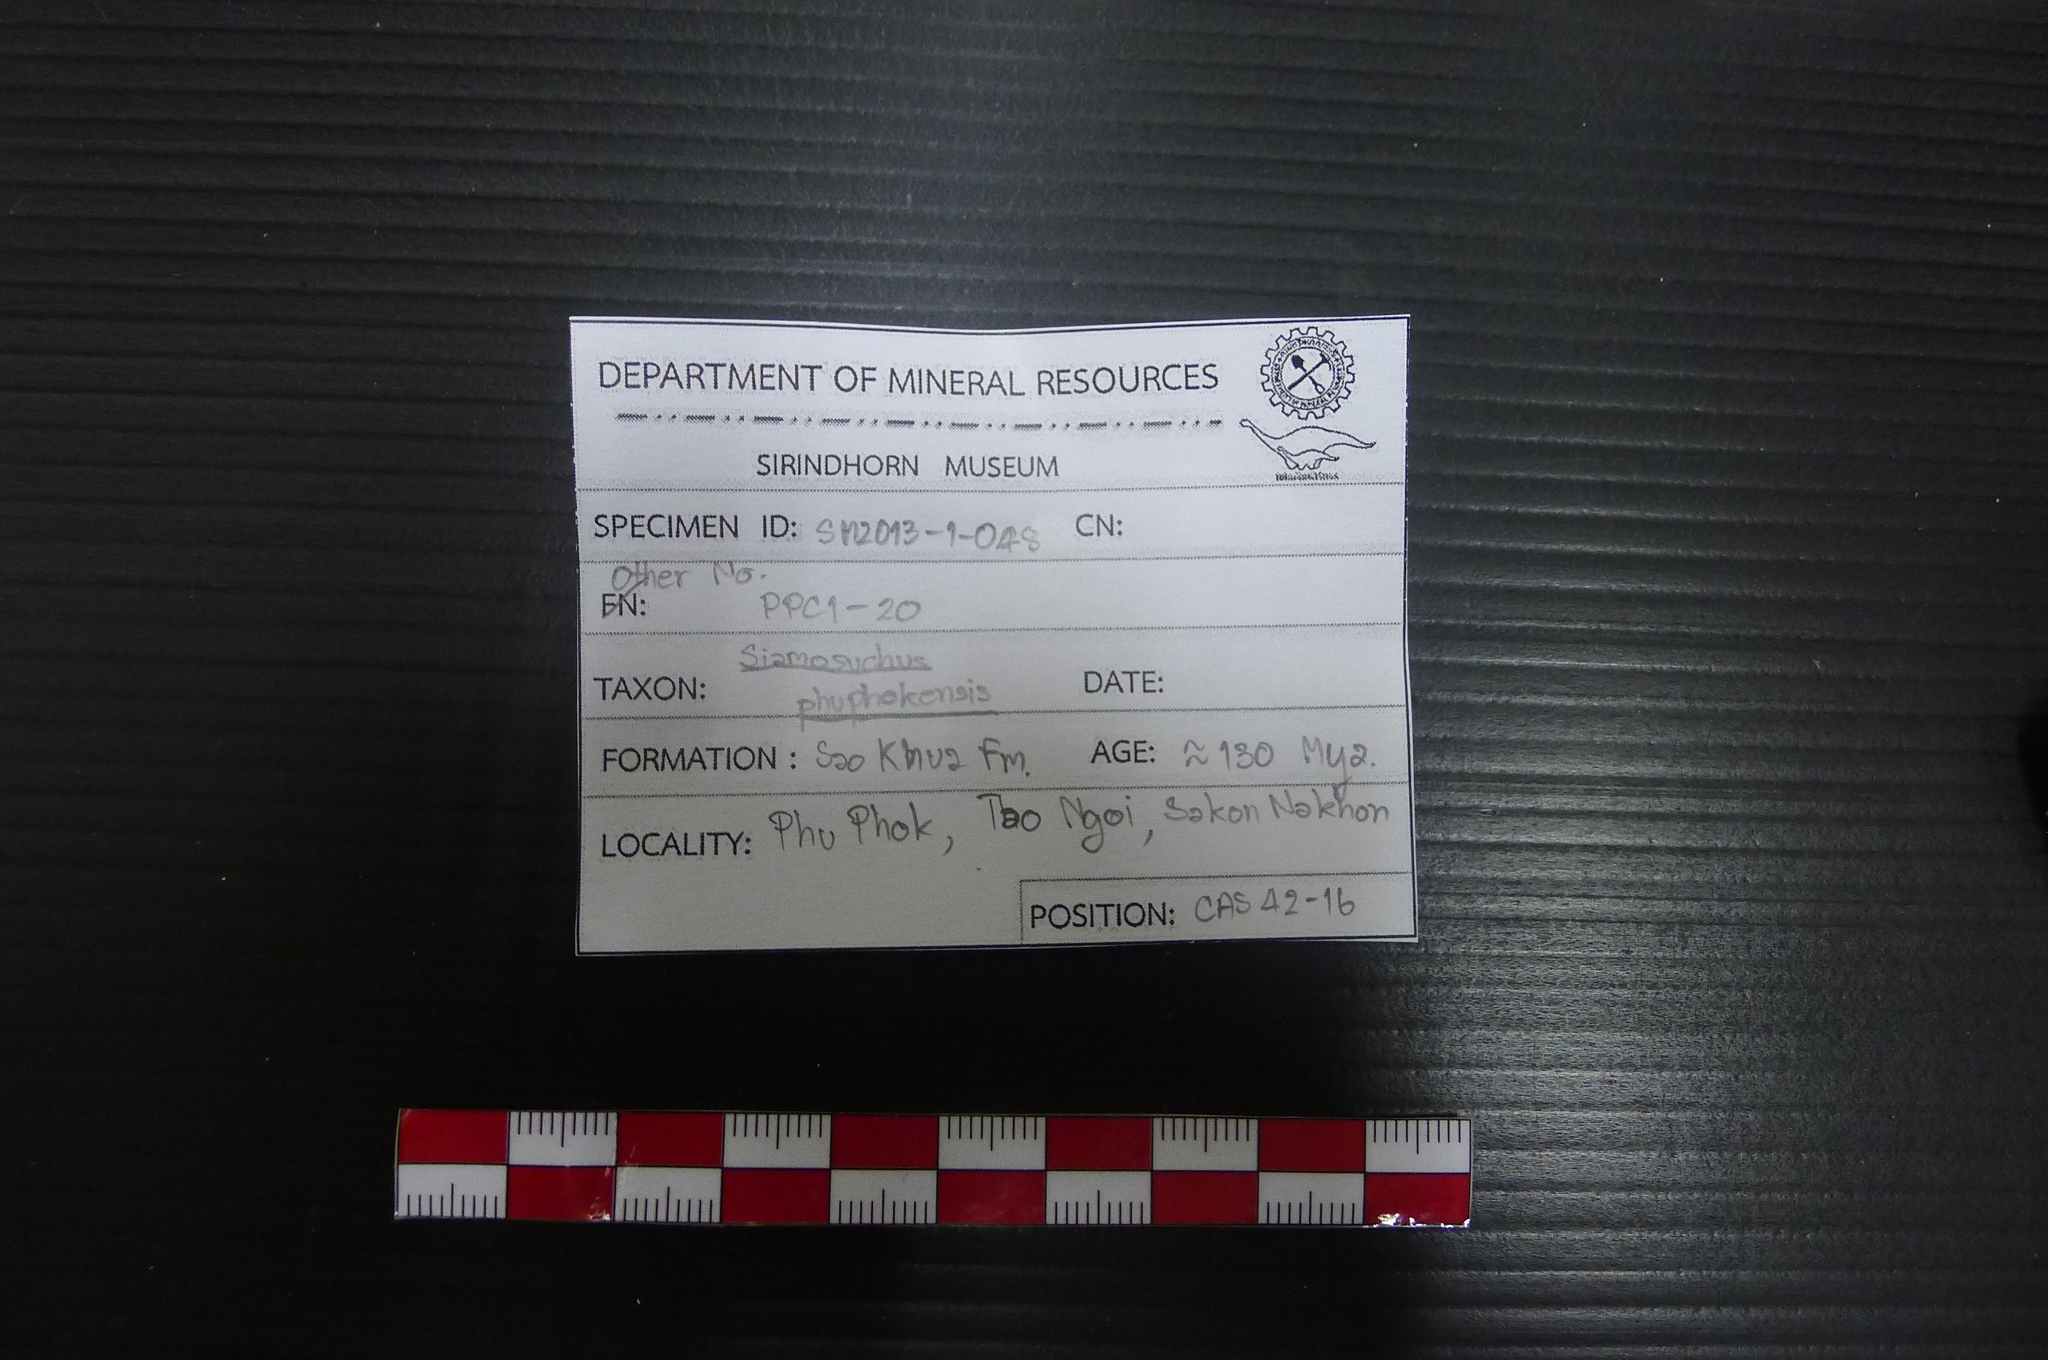 DEPARTMENT OF MINERAL RESOURCES
SIRINDHORN MUSEUM
SPECIMEN ID: SM2013-1-048 CN:
Other No.
EN: PPC1-20
Siamosuchus
TAXON: phuphokensis DATE:
FORMATION : Sao Khua Fm. AGE: ≈ 130 Mya.
LOCALITY: Phu Phok, Tao Ngoi, Sakon Nakhon
POSITION: CAS 42-16